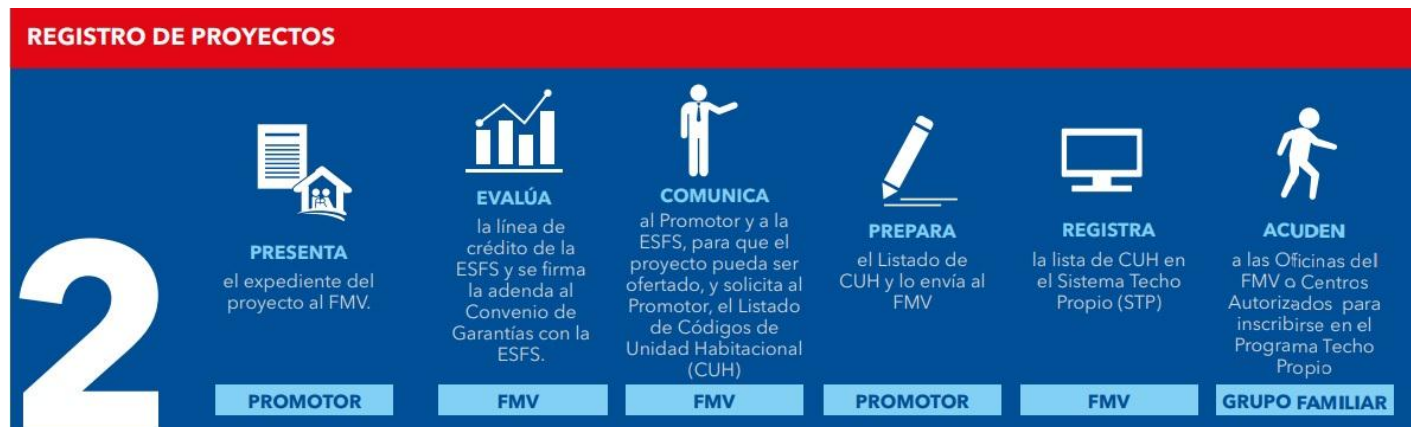 REGISTRO DE PROYECTOS
2
PRESENTA
el expediente del
proyecto al FMV.
PROMOTOR
EVALÚA
la línea de
crédito de la
ESFS y se firma
la adenda al
Convenio de
Garantías con la
ESFS.
FMV
COMUNICA
al Promotor y a la
ESFS, para que el
proyecto pueda ser
ofertado, y solicita al
Promotor, el Listado
de Códigos de
Unidad Habitacional
(CUH)
FMV
PREPARA
el Listado de
CUH y lo envía al
FMV
PROMOTOR
REGISTRA
la lista de CUH en
el Sistema Techo
Propio (STP)
FMV
ACUDEN
a las Oficinas del
FMV o Centros
Autorizados para
inscribirse en el
Programa Techo
Propio
GRUPO FAMILIAR